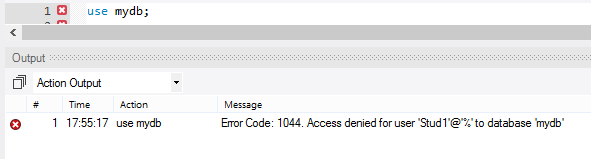 1 use mydb;
Output
Action Output
# Time Action Message
1 17:55:17 use mydb Error Code: 1044. Access denied for user 'Stud1'@'%' to database 'mydb'